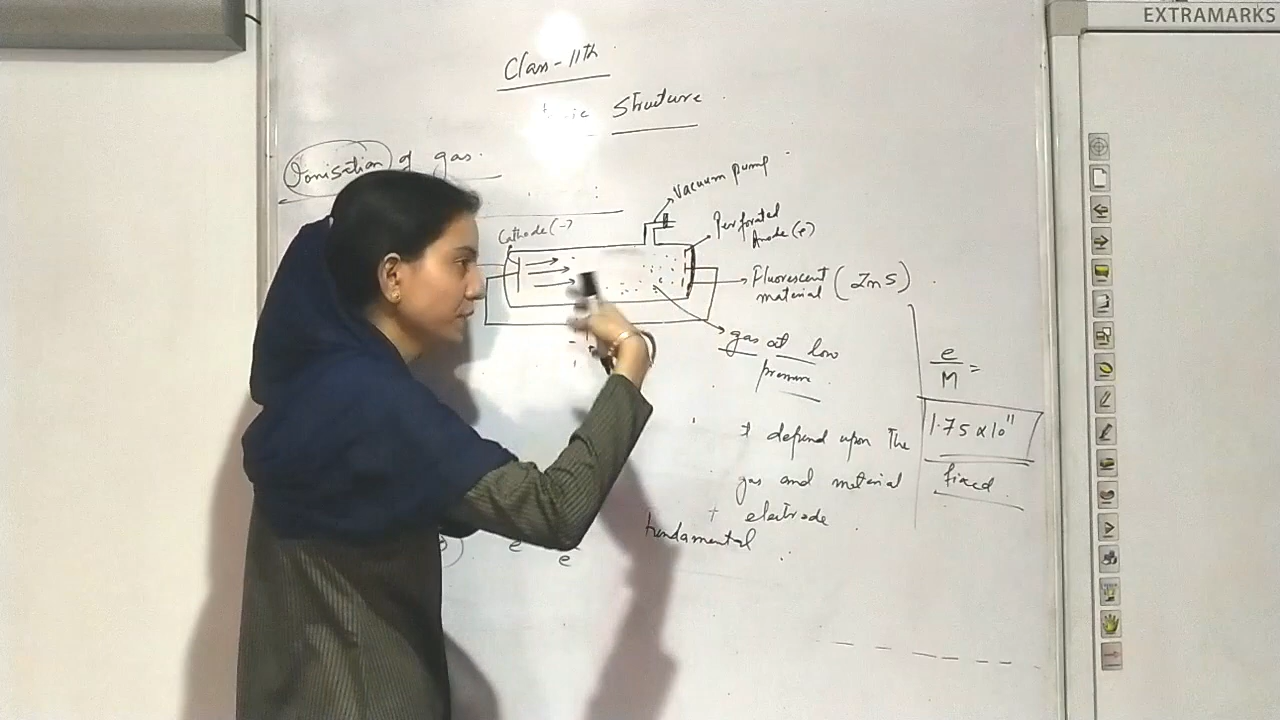 EXTRAMARKS
Class - 11th
Structure
Ionisation of gas.
Vacuum pump
Cathode (-)
Perforated
Anode (+)
Fluorescent
material (ZnS)
gas at low
pressure
e
M =
1.75 x 10¹¹
fixed
depend upon the
gas and material
electrode
fundamental
e
e